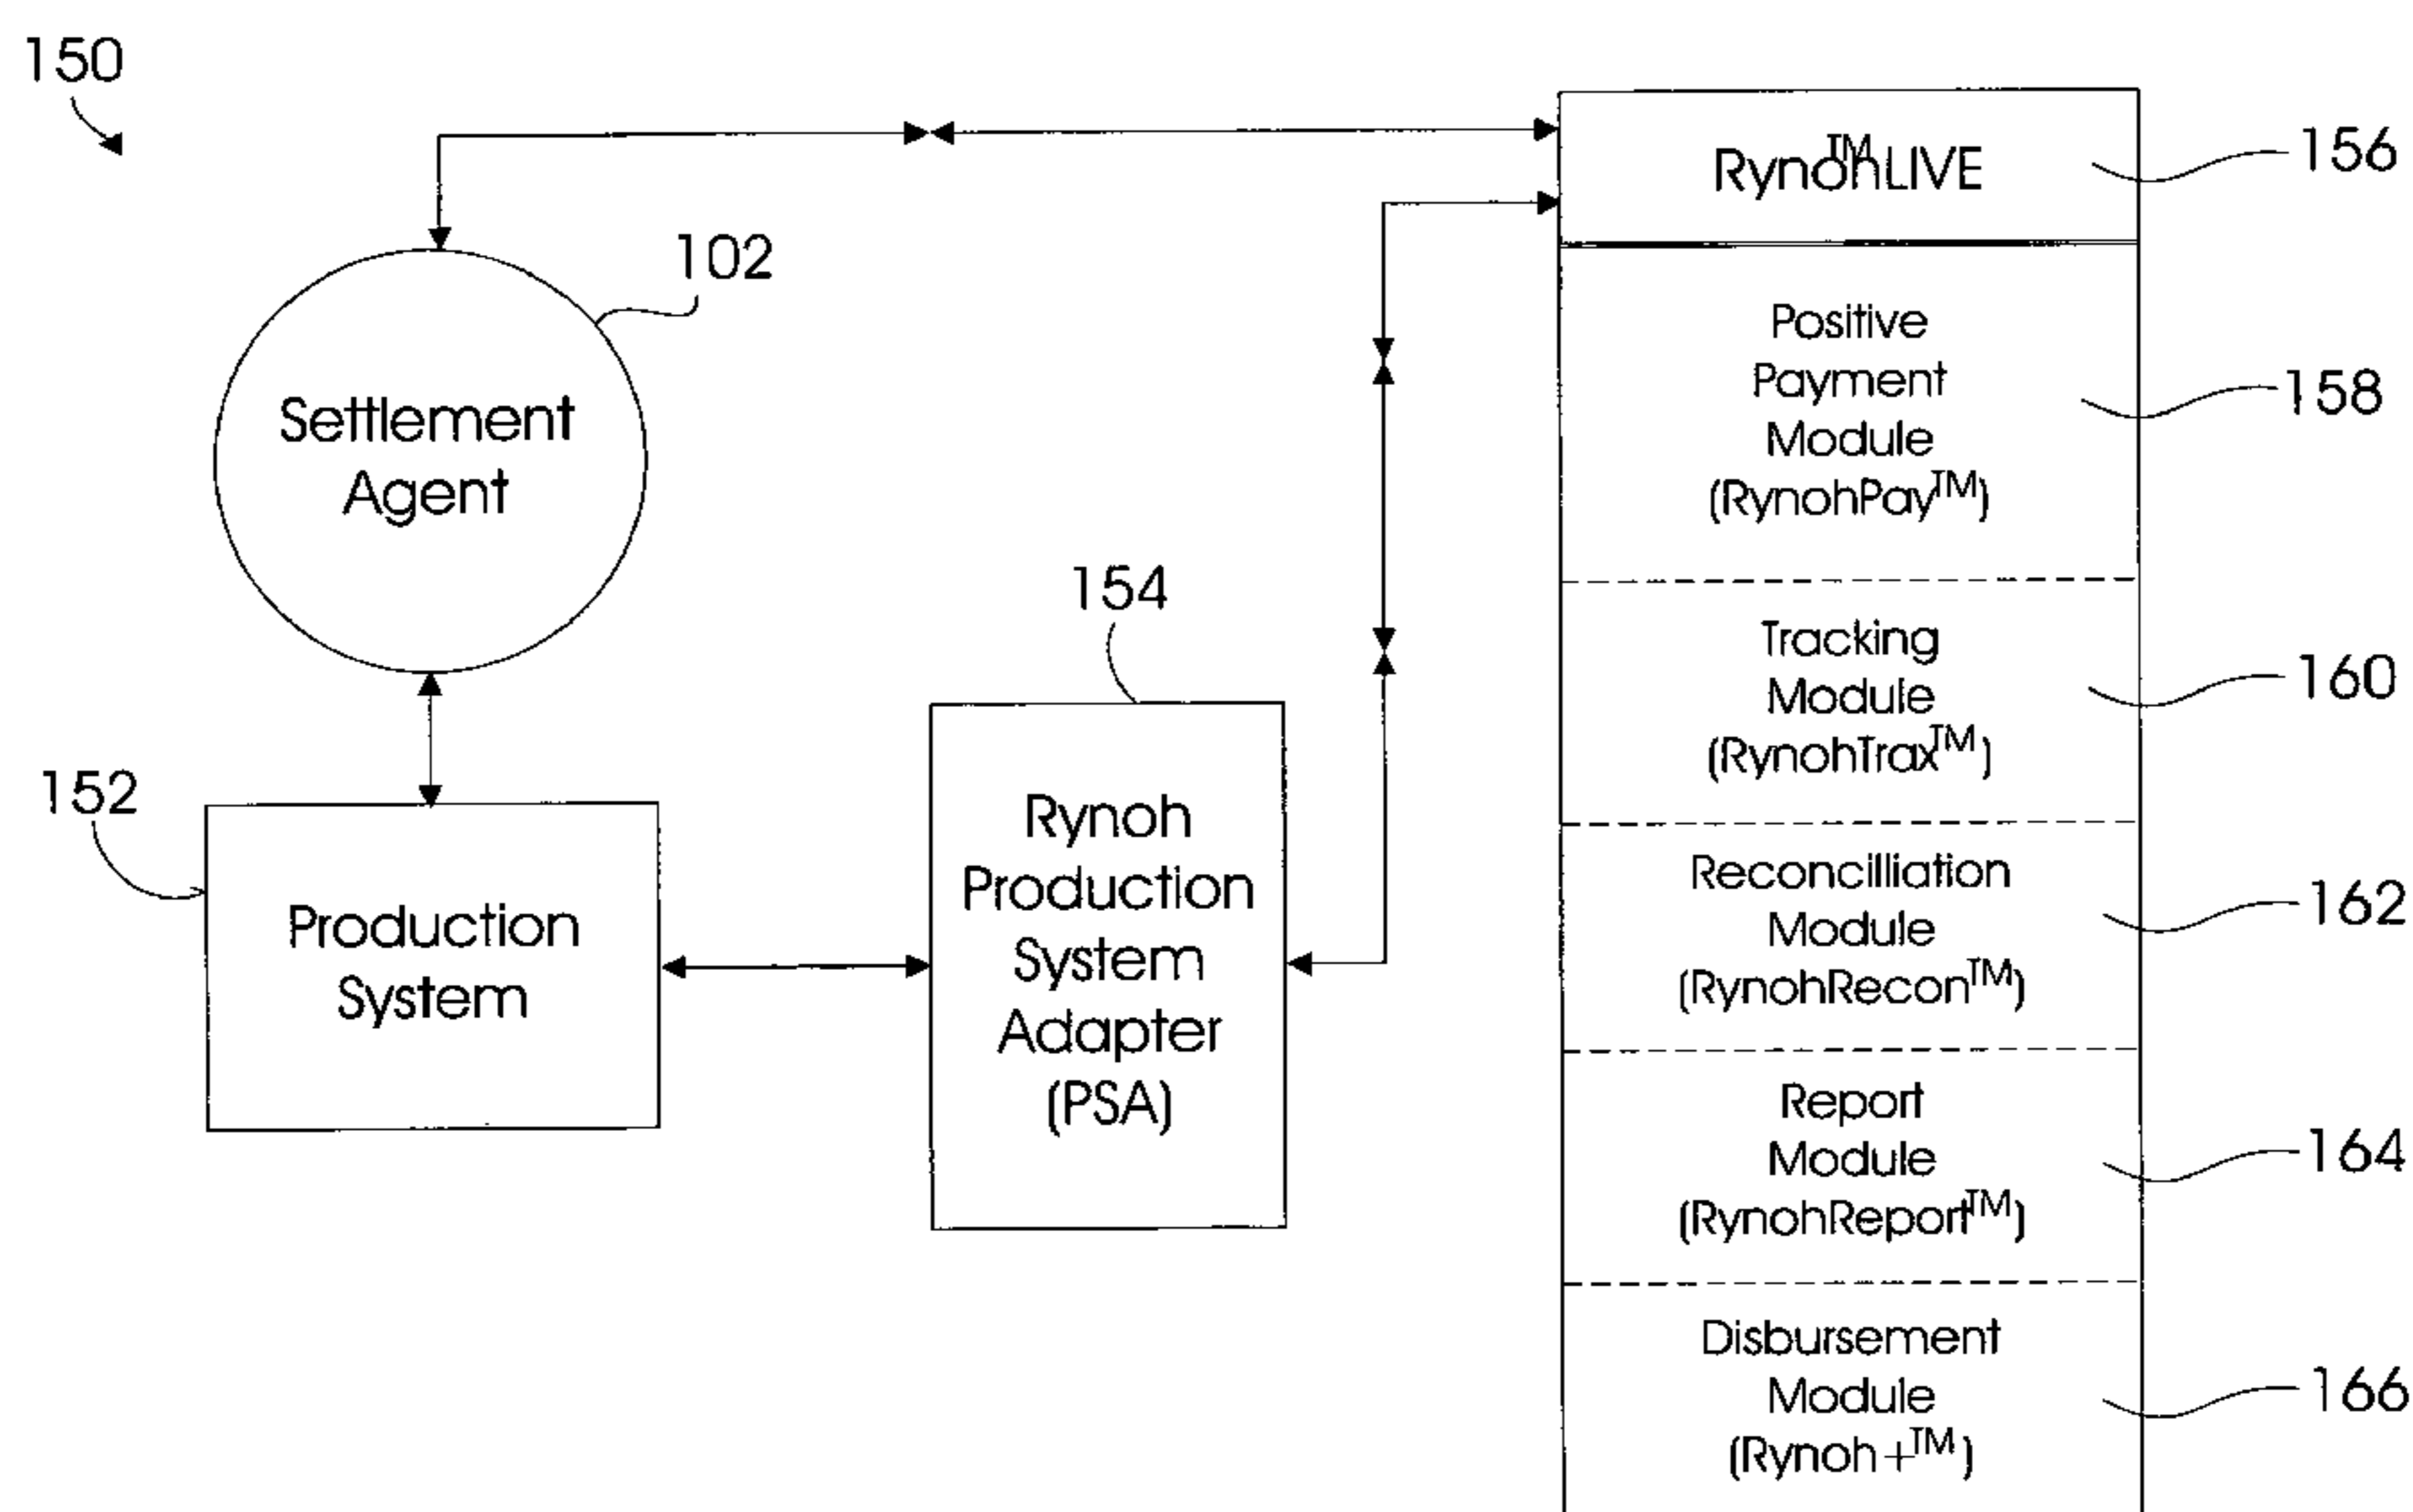 150
RynohLIVE™
156
102
Positive
Payment
Module
(RynohPay™)
158
Settlement
Agent
154
Tracking
Module
(RynohTrax™)
160
152
Production
System
Rynoh
Production
System
Adapter
(PSA)
Reconcilliation
Module
(RynohRecon™)
162
Report
Module
(RynohReport™)
164
Disbursement
Module
(Rynoh+™)
166